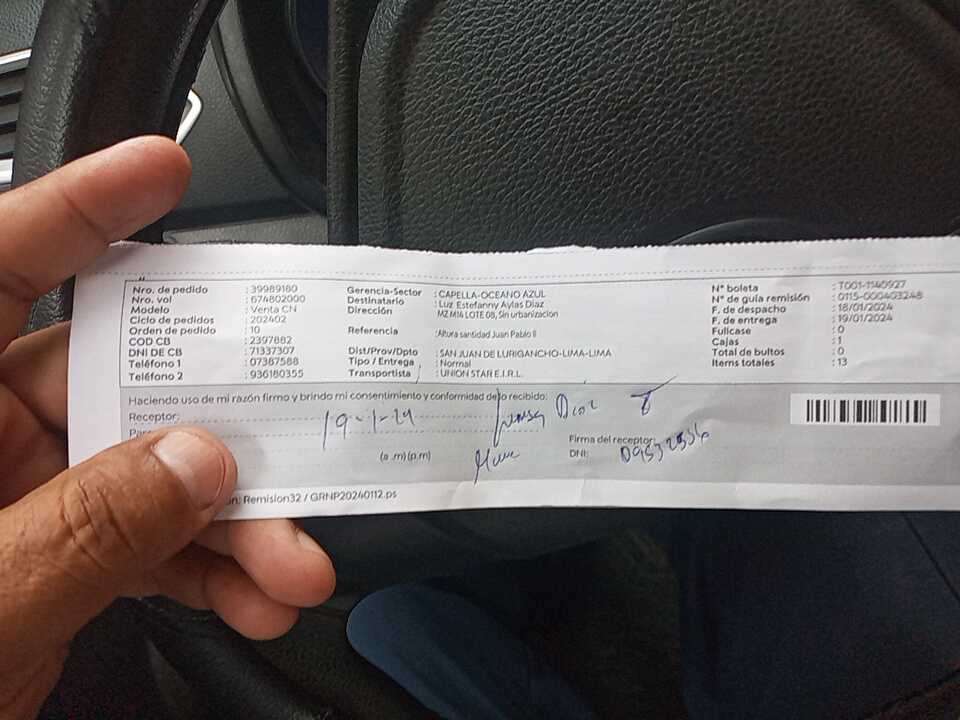 Nro. de pedido : 39989180
Nro. vol : 674802000
Modelo : Venta CN
Ciclo de pedidos : 202402
Orden de pedido : 10
COD CB : 2397882
DNI DE CB : 71337307
Teléfono 1 : 07387588
Teléfono 2 : 936180355
Gerencia-Sector : CAPELLA-OCEANO AZUL
Destinatario : Luz Estefanny Aylas Diaz
Dirección MZ M1A LOTE 08, Sin urbanizacion
Referencia : Altura santidad Juan Pablo II
Dist/Prov/Dpto : SAN JUAN DE LURIGANCHO-LIMA-LIMA
Tipo / Entrega : Normal
Transportista : UNION STAR E.I.R.L.
N° boleta : T001-1140927
N° de guía remisión : 0115-000403248
F. de despacho : 18/01/2024
F. de entrega : 19/01/2024
Fullcase : 0
Cajas : 1
Total de bultos : 0
Items totales : 13
Haciendo uso de mi razón firmo y brindo mi consentimiento y conformidad de lo recibido:
Receptor:
19-1-24
Diaz
(a.m)(p.m)
Firma del receptor:
DNI: 09532536
Remision32 / GRNP20240112.ps